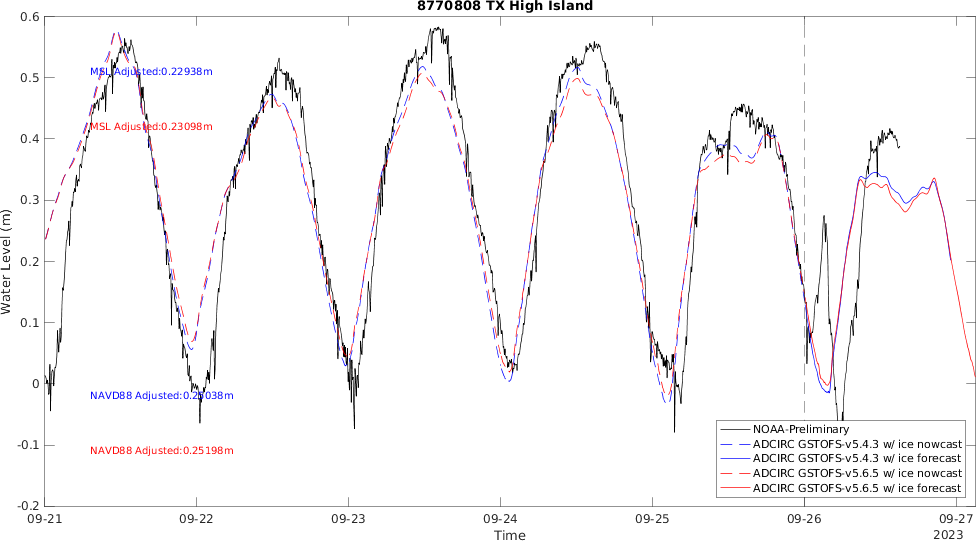 8770808 TX High Island
0.6
0.5
0.4
0.3
0.2
0.1
0
-0.1
-0.2
Water Level (m)
MSL Adjusted:0.22938m
MSL Adjusted:0.23098m
NAVD88 Adjusted:0.25038m
NAVD88 Adjusted:0.25198m
NOAA-Preliminary
ADCIRC GSTOFS-v5.4.3 w/ ice nowcast
ADCIRC GSTOFS-v5.4.3 w/ ice forecast
ADCIRC GSTOFS-v5.6.5 w/ ice nowcast
ADCIRC GSTOFS-v5.6.5 w/ ice forecast
09-21 09-22 09-23 09-24 09-25 09-26 09-27
Time
2023